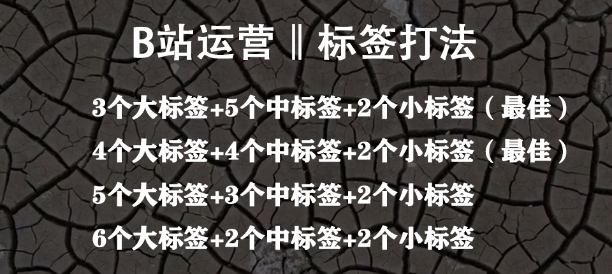 B站运营‖标签打法
3个大标签+5个中标签+2个小标签（最佳）
4个大标签+4个中标签+2个小标签（最佳）
5个大标签+3个中标签+2个小标签
6个大标签+2个中标签+2个小标签